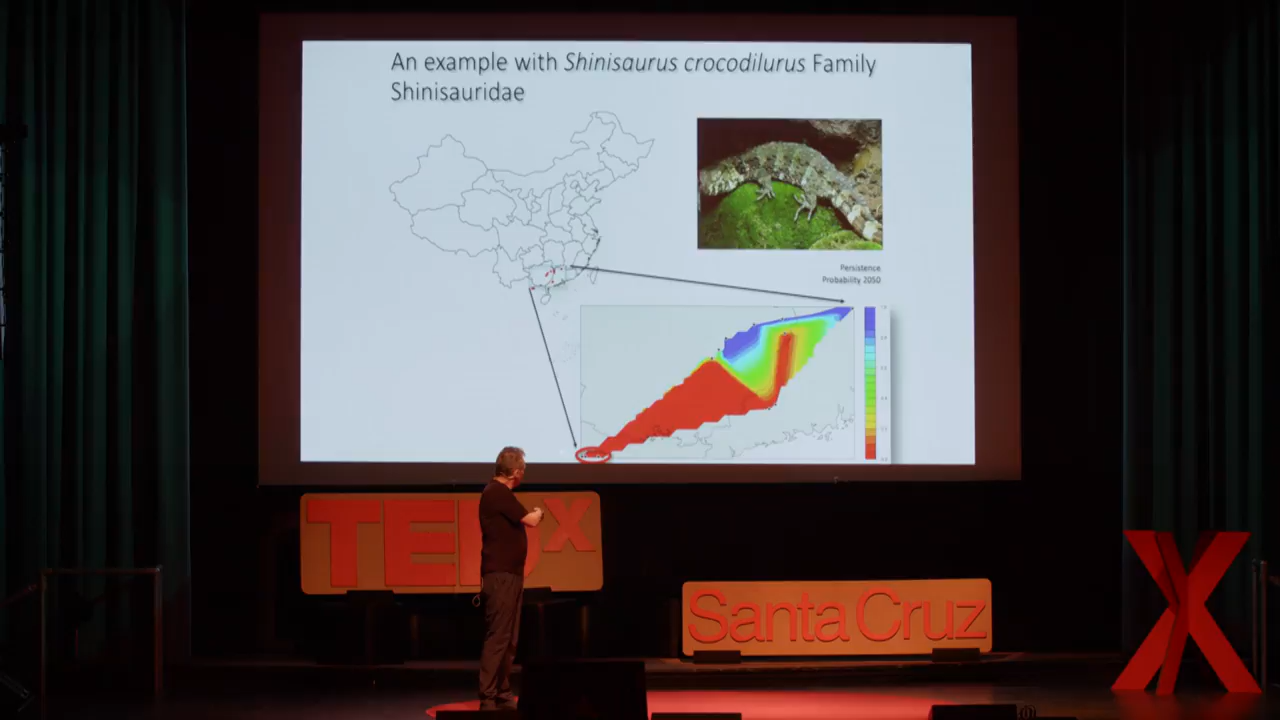 An example with Shinisaurus crocodilurus Family
Shinisauridae
Persistence
Probability 2050
TEDx
Santa Cruz
X